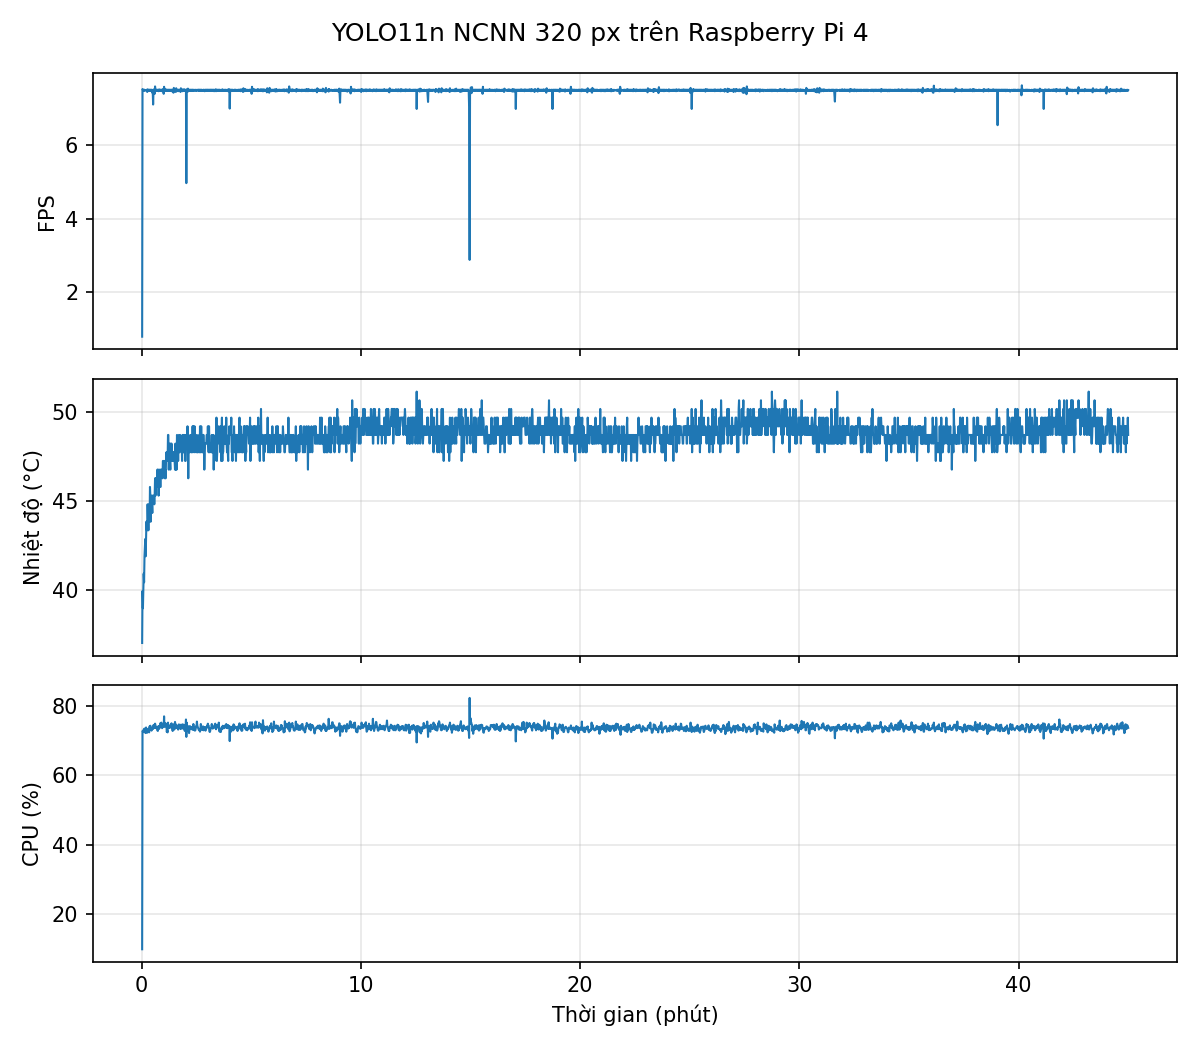 YOLO11n NCNN 320 px trên Raspberry Pi 4
FPS
6
4
2
Nhiệt độ (°C)
50
45
40
CPU (%)
80
60
40
20
0 10 20 30 40
Thời gian (phút)